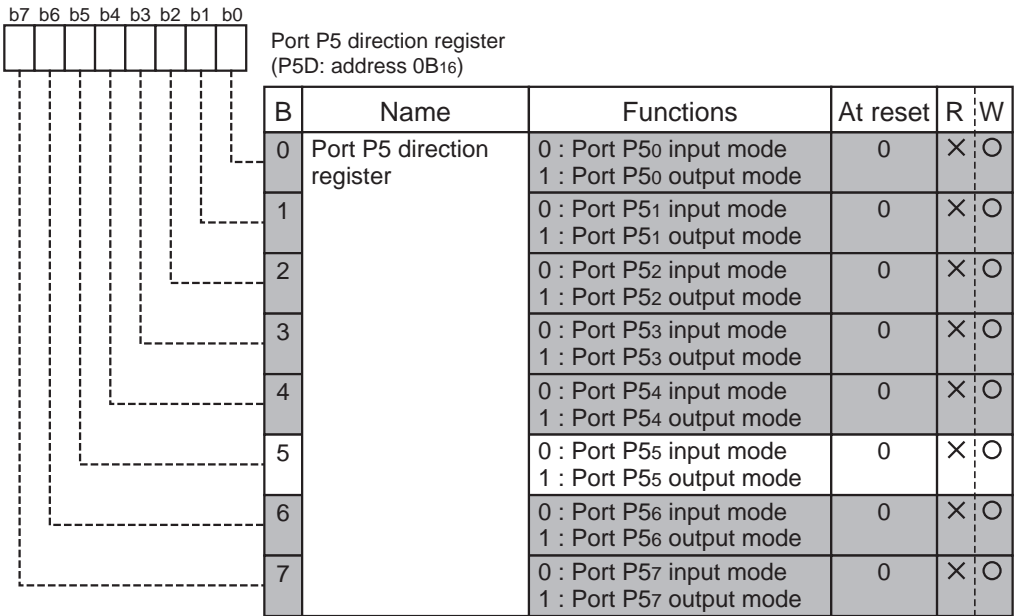 b7 b6 b5 b4 b3 b2 b1 b0
Port P5 direction register
(P5D: address 0B16)
B Name Functions At reset R W
0 Port P5 direction 0 : Port P50 input mode 0 × ○
register 1 : Port P50 output mode
1 0 : Port P51 input mode 0 × ○
1 : Port P51 output mode
2 0 : Port P52 input mode 0 × ○
1 : Port P52 output mode
3 0 : Port P53 input mode 0 × ○
1 : Port P53 output mode
4 0 : Port P54 input mode 0 × ○
1 : Port P54 output mode
5 0 : Port P55 input mode 0 × ○
1 : Port P55 output mode
6 0 : Port P56 input mode 0 × ○
1 : Port P56 output mode
7 0 : Port P57 input mode 0 × ○
1 : Port P57 output mode